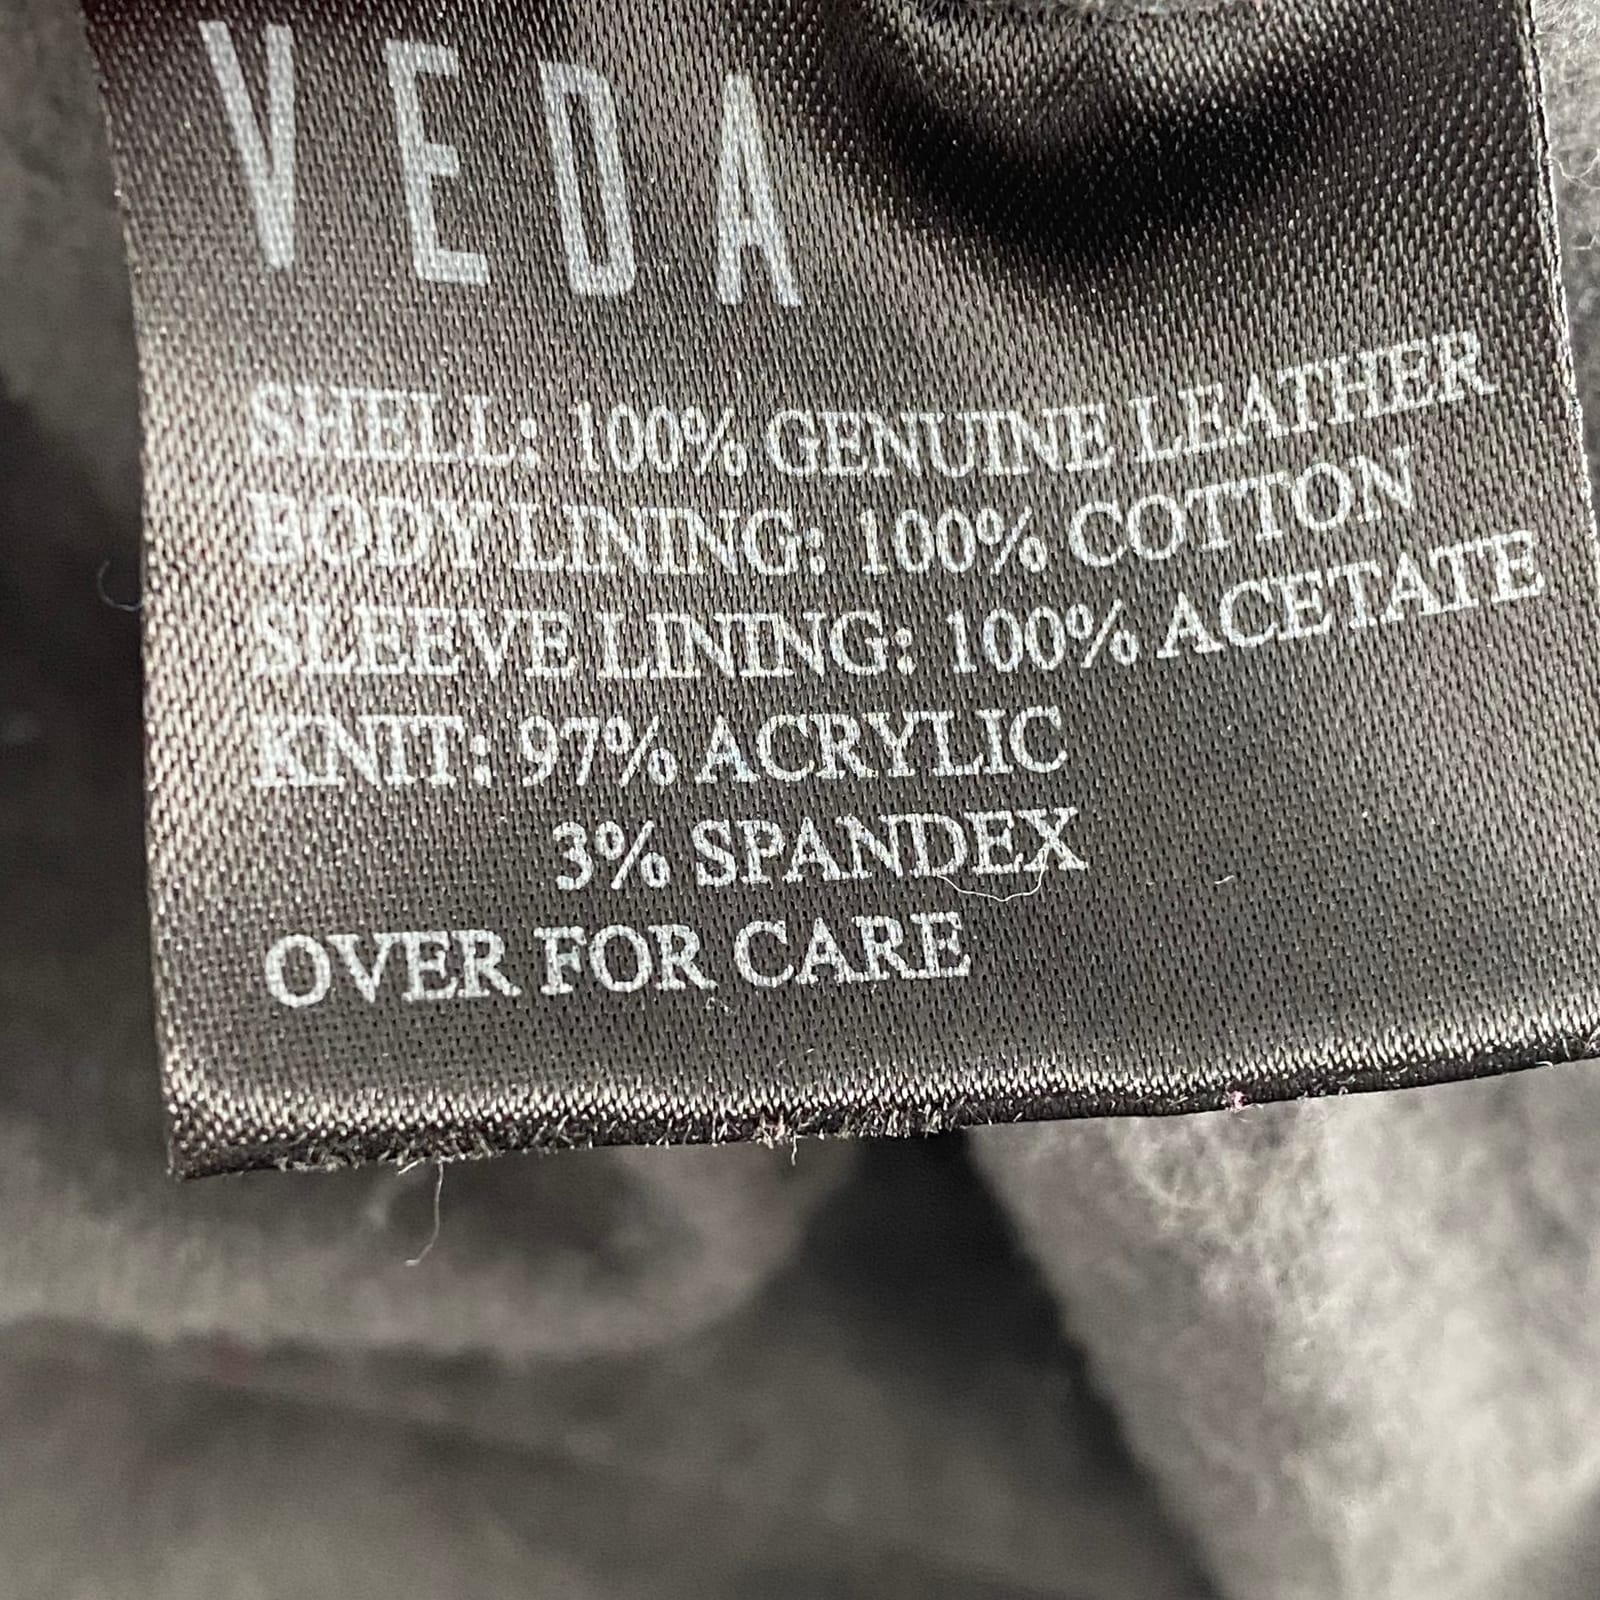 VEDA
SHELL: 100% GENUINE LEATHER
BODY LINING: 100% COTTON
SLEEVE LINING: 100% ACETATE
KNIT: 97% ACRYLIC
3% SPANDEX
OVER FOR CARE